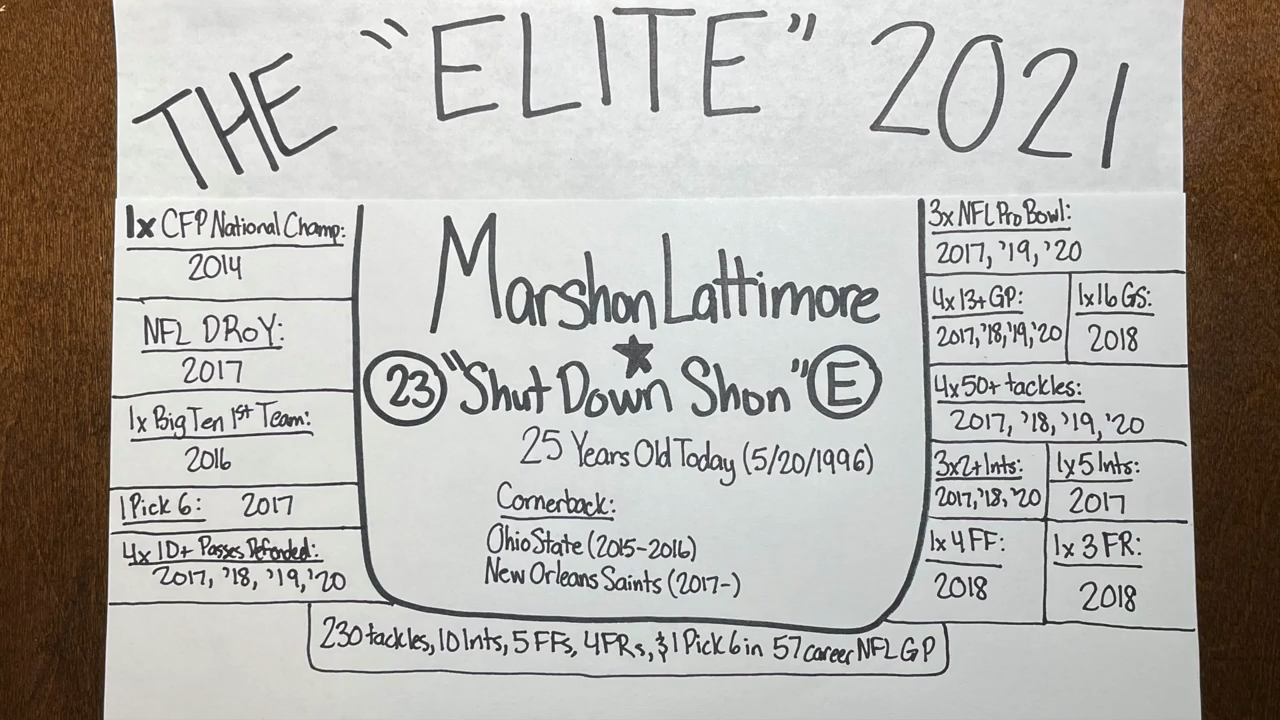 THE "ELITE" 2021
1x CFP National Champ:
2014
NFL DRoY:
2017
1x Big Ten 1st Team:
2016
1 Pick 6: 2017
4x 10+ Passes Defended:
2017, '18, '19, '20
Marshon Lattimore
23 "Shut Down Shon" E
25 Years Old Today (5/20/1996)
Cornerback:
Ohio State (2015-2016)
New Orleans Saints (2017-)
3x NFL Pro Bowl:
2017, '19, '20
4x 13+ GP:
2017, '18, '19, '20
1x 16 GS:
2018
4x 50+ tackles:
2017, '18, '19, '20
3x 2+ Ints:
2017, '18, '20
1x 5 Ints:
2017
1x 4 FF:
2018
1x 3 FR:
2018
230 tackles, 10 Ints, 5 FFs, 4 FRs, & 1 Pick 6 in 57 career NFL GP